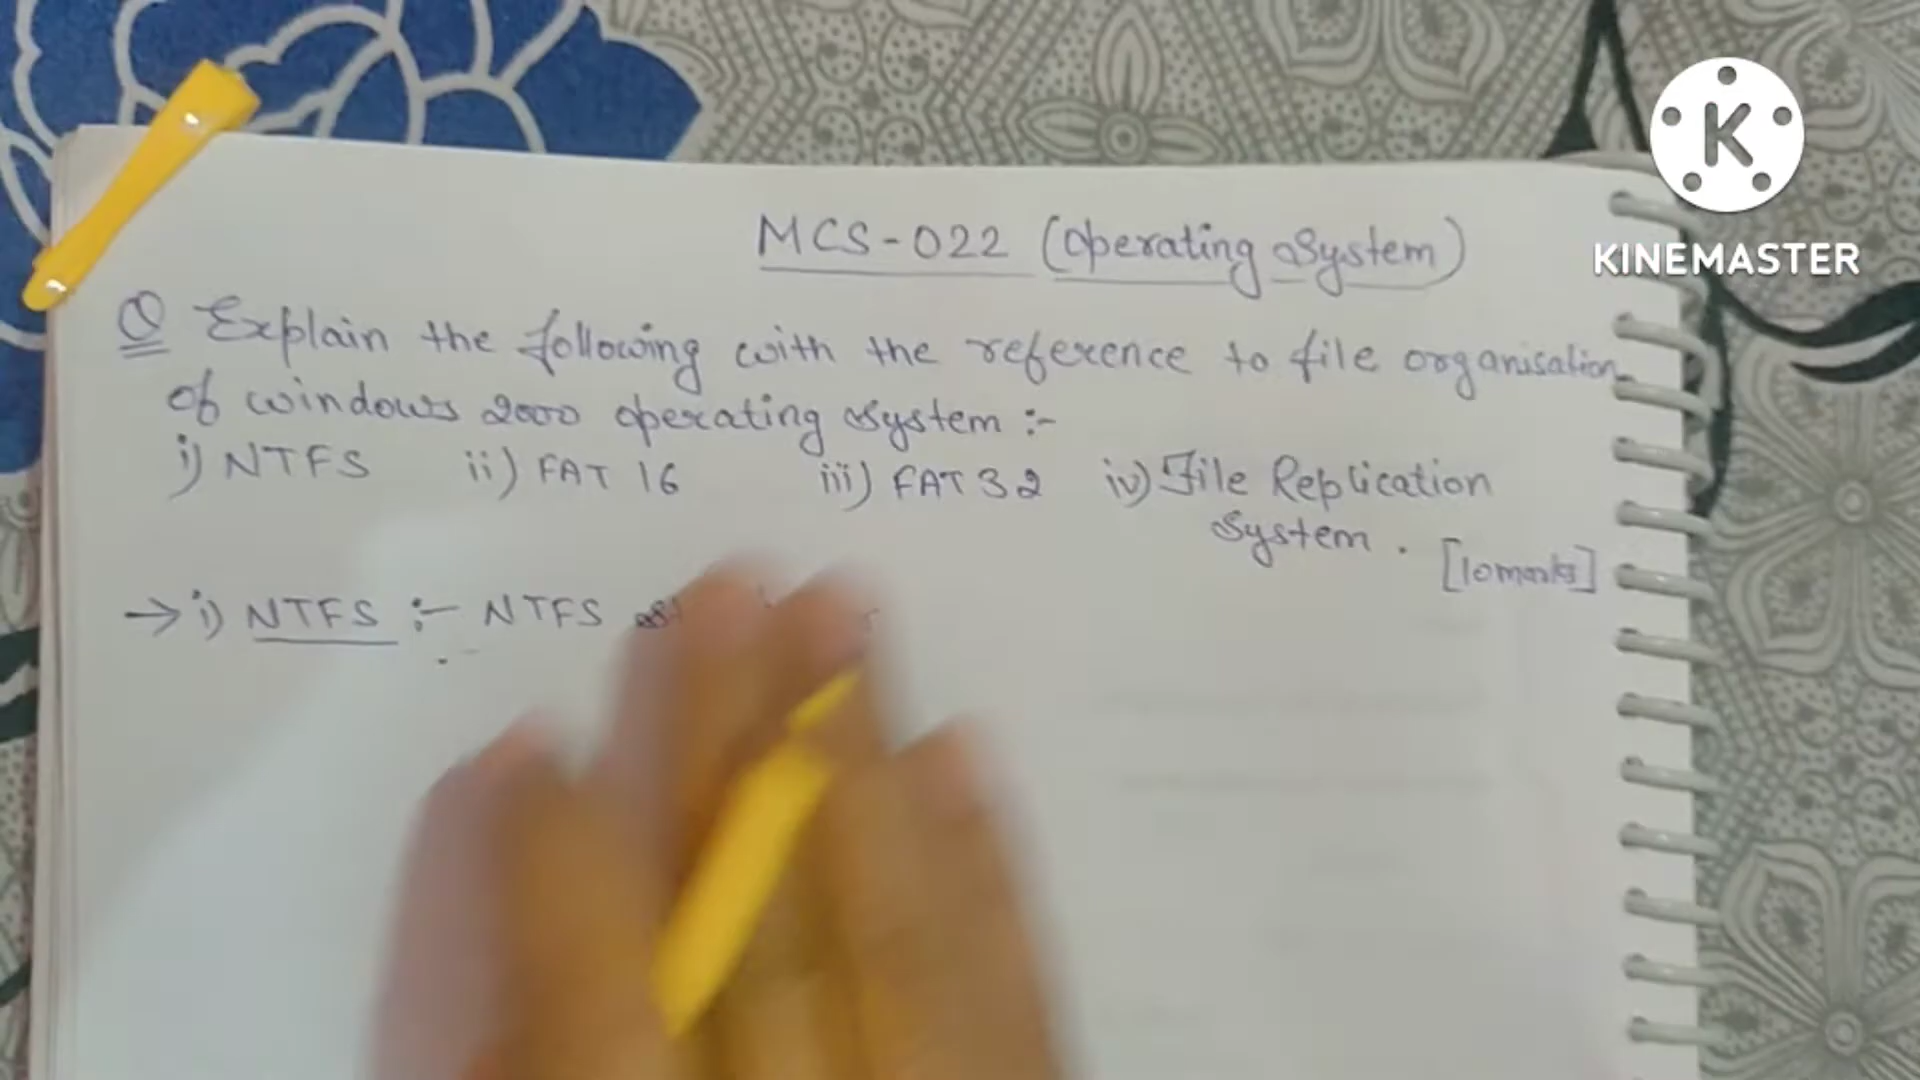 MCS-022 (Operating System)
Q Explain the following with the reference to file organisation
of windows 2000 operating system :-
i) NTFS ii) FAT 16 iii) FAT 32 iv) File Replication
System .
[10 marks]
→ i) NTFS :- NTFS
K
KINEMASTER